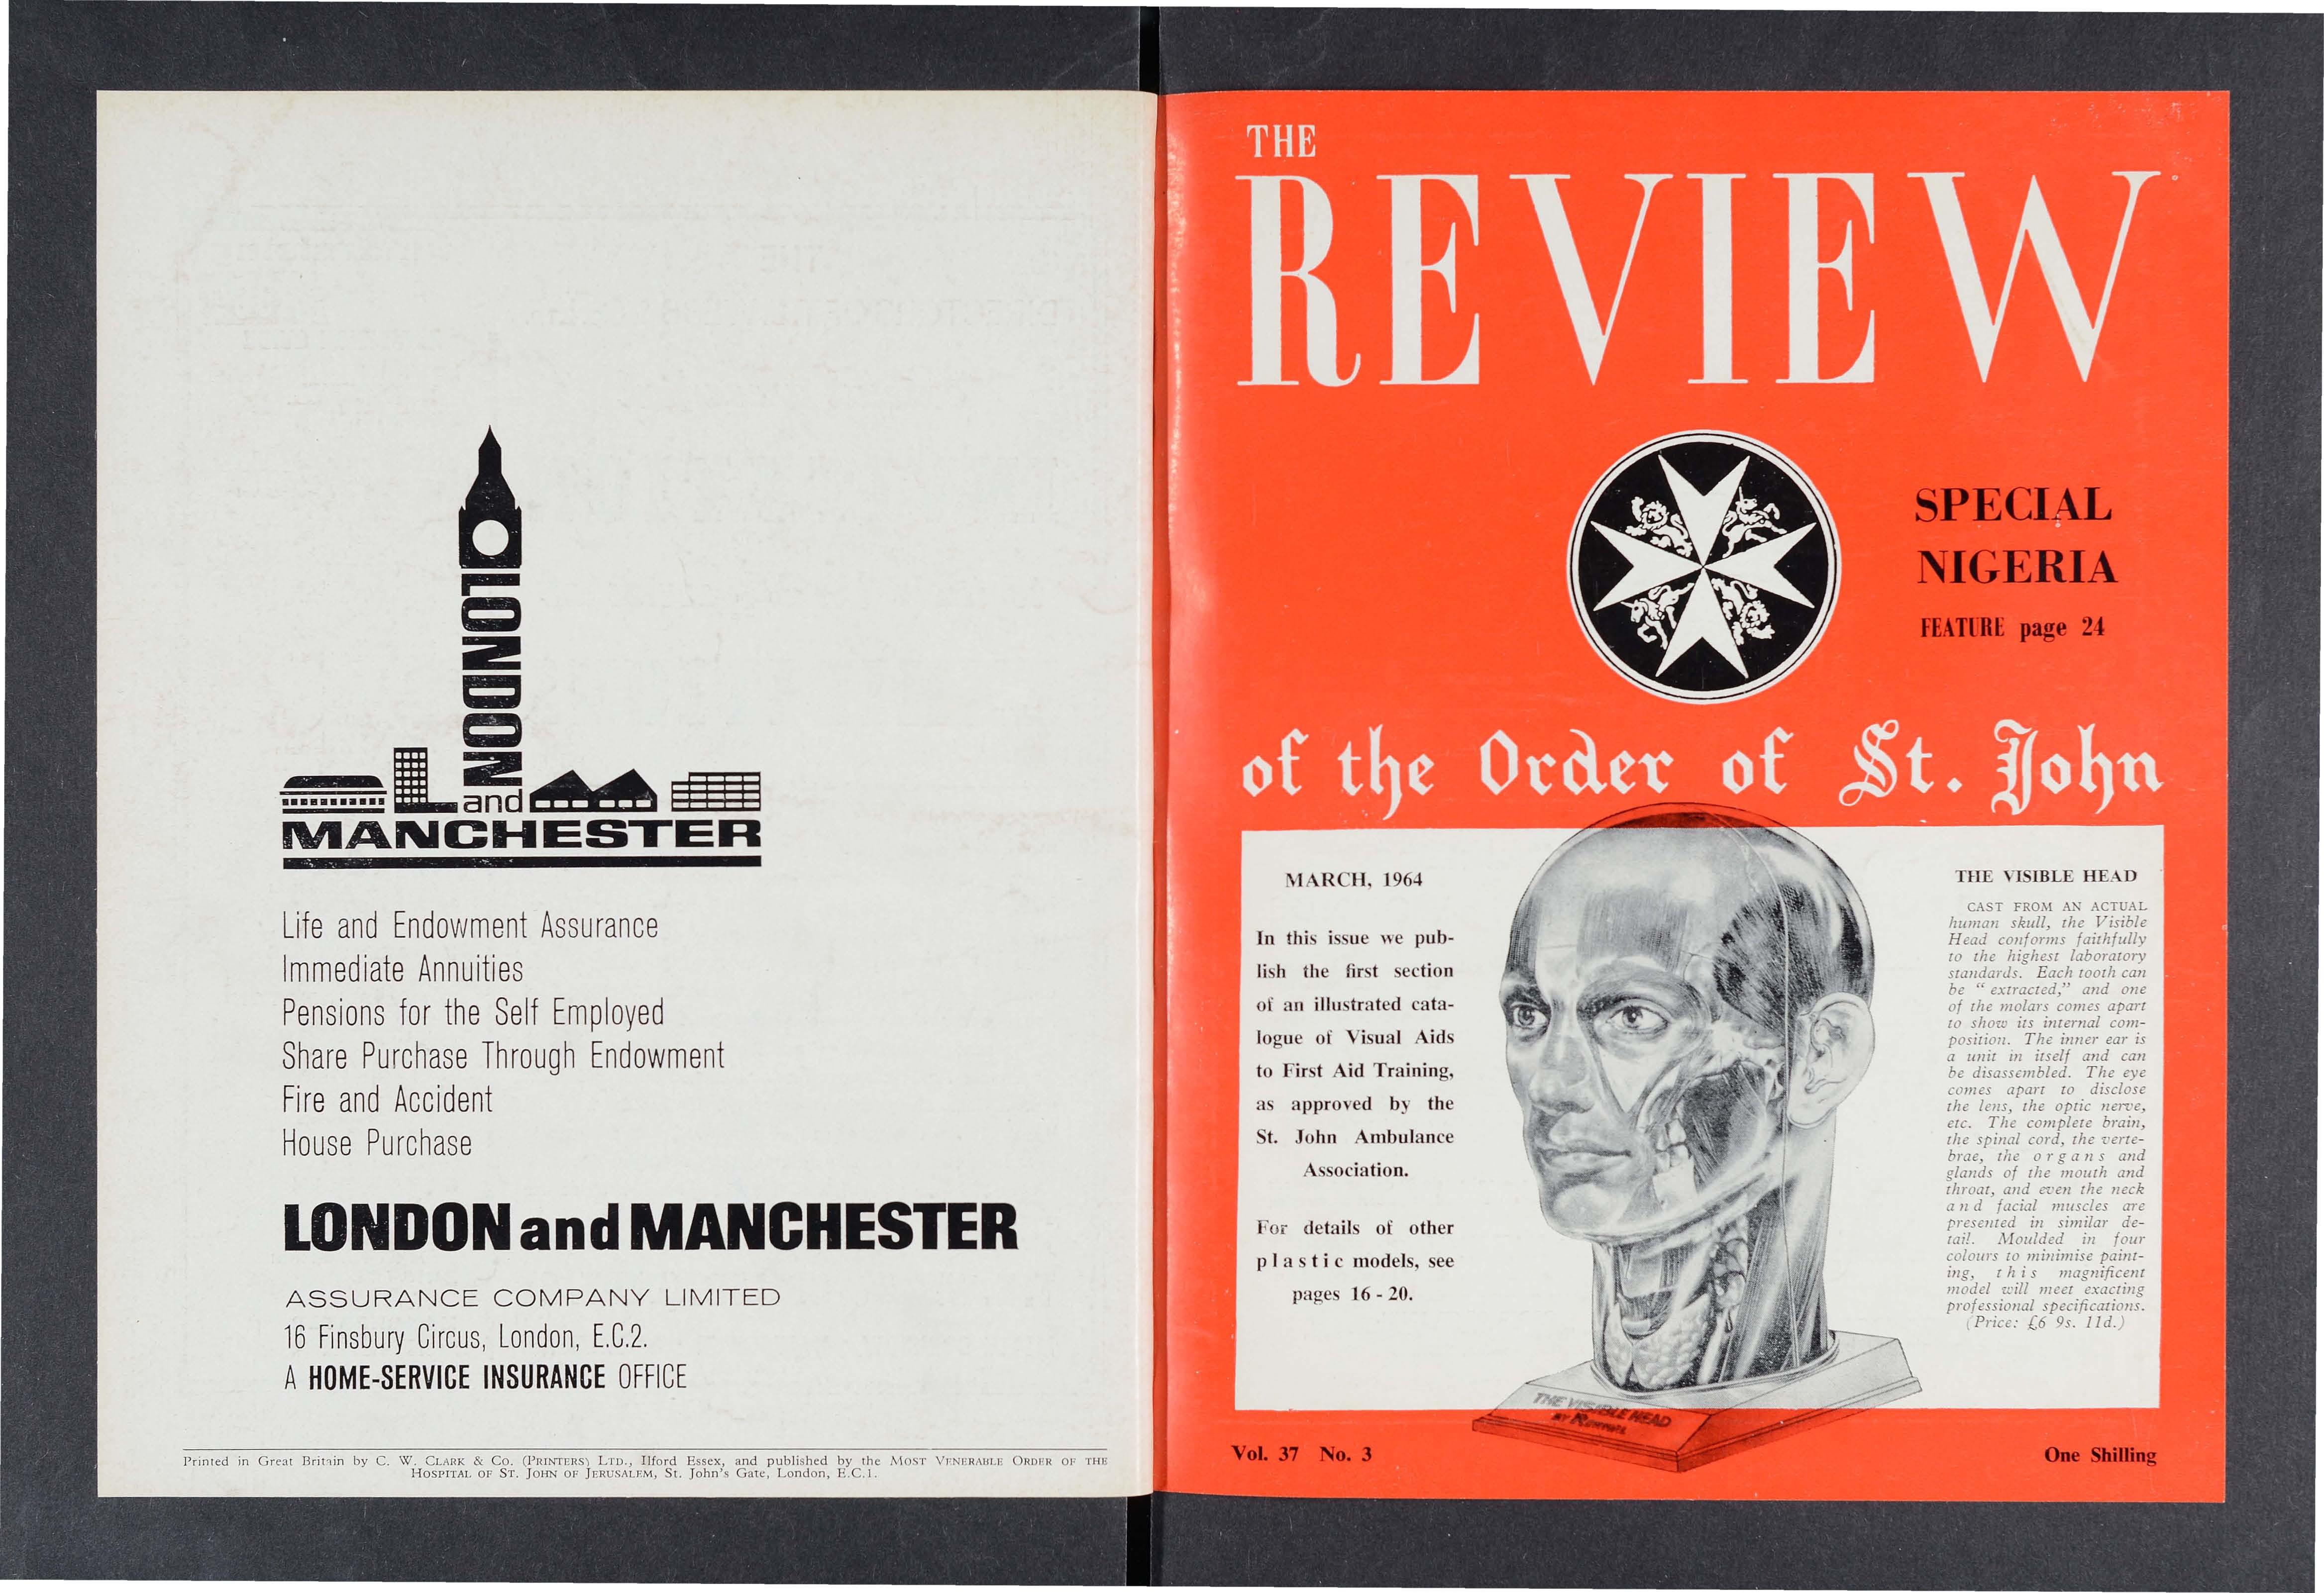 LONDON
and
MANCHESTER
Life and Endowment Assurance
Immediate Annuities
Pensions for the Self Employed
Share Purchase Through Endowment
Fire and Accident
House Purchase
LONDON and MANCHESTER
ASSURANCE COMPANY LIMITED
16 Finsbury Circus, London, E.C.2.
A HOME-SERVICE INSURANCE OFFICE
Printed in Great Britain by C. W. CLARK & Co. (PRINTERS) LTD., Ilford Essex, and published by the MOST VENERABLE ORDER OF THE
HOSPITAL OF ST. JOHN OF JERUSALEM, St. John's Gate, London, E.C.1.
THE
REVIEW
SPECIAL
NIGERIA
FEATURE page 24
of the Order of St. John
MARCH, 1964
In this issue we pub-
lish the first section
of an illustrated cata-
logue of Visual Aids
to First Aid Training,
as approved by the
St. John Ambulance
Association.
For details of other
plastic models, see
pages 16 - 20.
THE VISIBLE HEAD
CAST FROM AN ACTUAL
human skull, the Visible
Head conforms faithfully
to the highest laboratory
standards. Each tooth can
be " extracted," and one
of the molars comes apart
to show its internal com-
position. The inner ear is
a unit in itself and can
be disassembled. The eye
comes apart to disclose
the lens, the optic nerve,
etc. The complete brain,
the spinal cord, the verte-
brae, the organs and
glands of the mouth and
throat, and even the neck
and facial muscles are
presented in similar de-
tail. Moulded in four
colours to minimise paint-
ing, this magnificent
model will meet exacting
professional specifications.
(Price: £6 9s. 11d.)
THE VISIBLE HEAD
BY
Vol. 37 No. 3
One Shilling